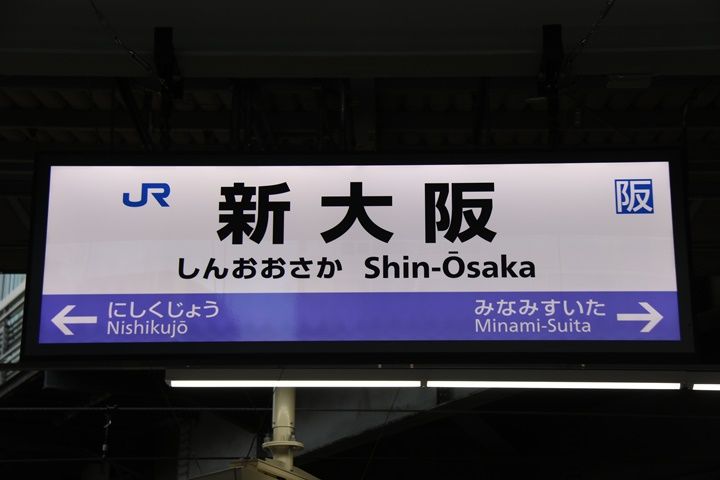 JR 新大阪 阪
しんおおさか Shin-Ōsaka
← にしくじょう みなみすいた →
Nishikujō Minami-Suita